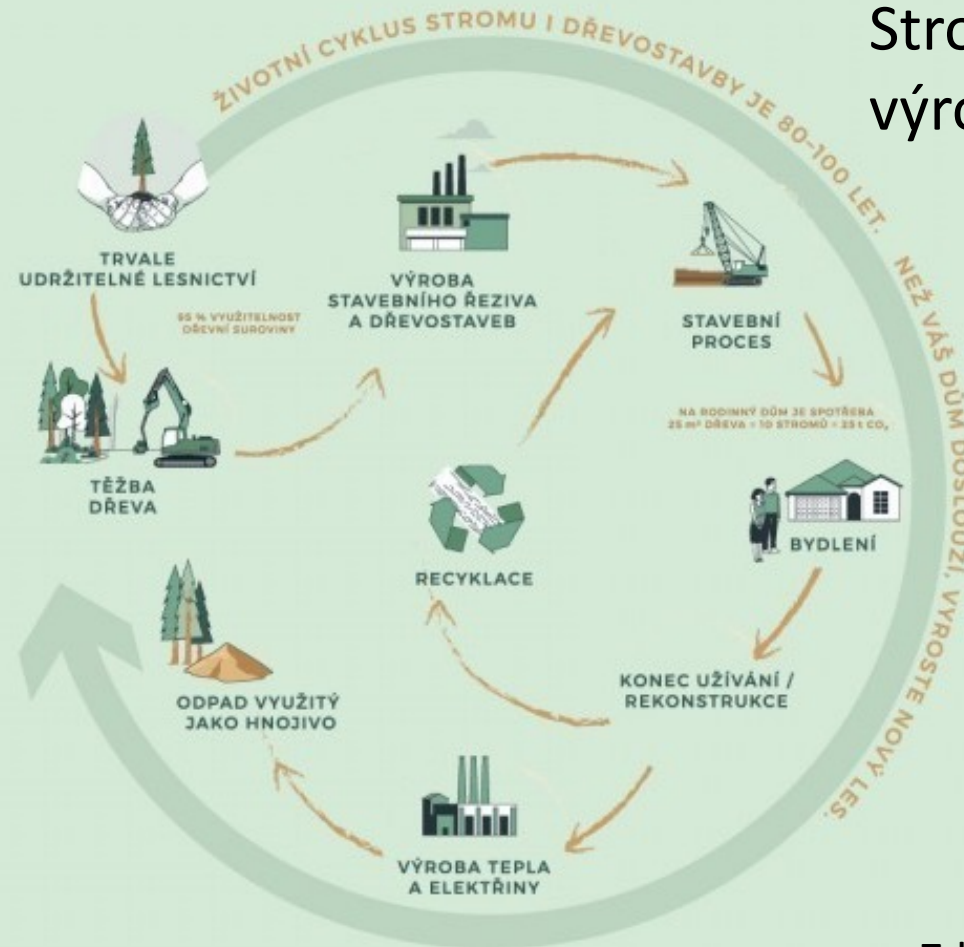 Stro
výro
ŽIVOTNÍ CYKLUS STROMU I DŘEVOSTAVBY JE 80–100 LET. NEŽ VÁŠ DŮM DOSLOUŽÍ, VYROSTE NOVÝ LES.
TRVALE
UDRŽITELNÉ LESNICTVÍ
VÝROBA
STAVEBNÍHO ŘEZIVA
A DŘEVOSTAVEB
STAVEBNÍ
PROCES
95 % VYUŽITELNOST
DŘEVNÍ SUROVINY
NA RODINNÝ DŮM JE SPOTŘEBA
25 m³ DŘEVA = 10 STROMŮ = 25 t CO₂
TĚŽBA
DŘEVA
BYDLENÍ
RECYKLACE
KONEC UŽÍVÁNÍ /
REKONSTRUKCE
ODPAD VYUŽITÝ
JAKO HNOJIVO
VÝROBA TEPLA
A ELEKTŘINY